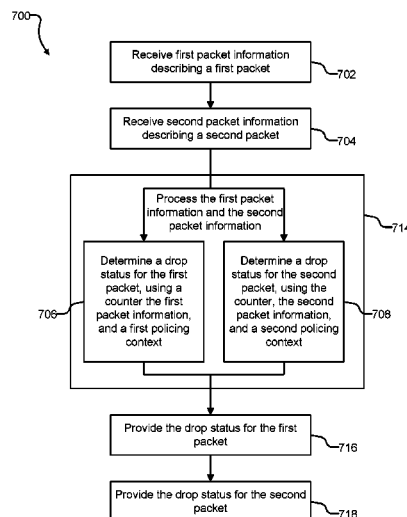 700
Receive first packet information
describing a first packet
702
Receive second packet information
describing a second packet
704
Process the first packet
information and the second
packet information
714
Determine a drop
status for the first
packet, using a
counter the first
packet information,
and a first policing
context
706
Determine a drop
status for the second
packet, using the
counter, the second
packet information,
and a second policing
context
708
Provide the drop status for the first
packet
716
Provide the drop status for the second
packet
718